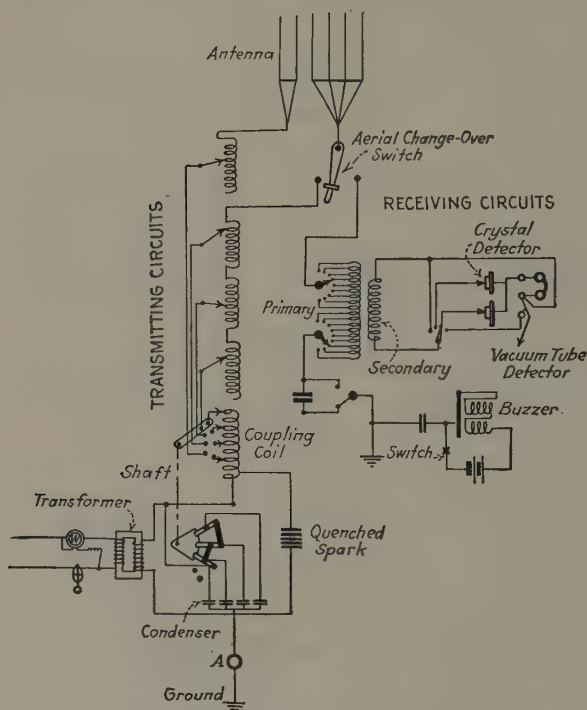 Antenna
Aerial Change-Over
Switch
RECEIVING CIRCUITS
Crystal
Detector
TRANSMITTING CIRCUITS
Primary
Secondary
Vacuum Tube
Detector
Buzzer
Coupling
Coil
Switch
Shaft
Transformer
Quenched
Spark
Condenser
A
Ground